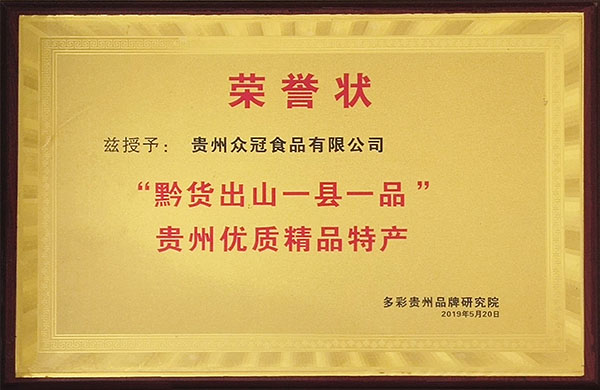 荣誉状
兹授予：贵州众冠食品有限公司
“黔货出山一县一品”
贵州优质精品特产
多彩贵州品牌研究院
2019年5月20日